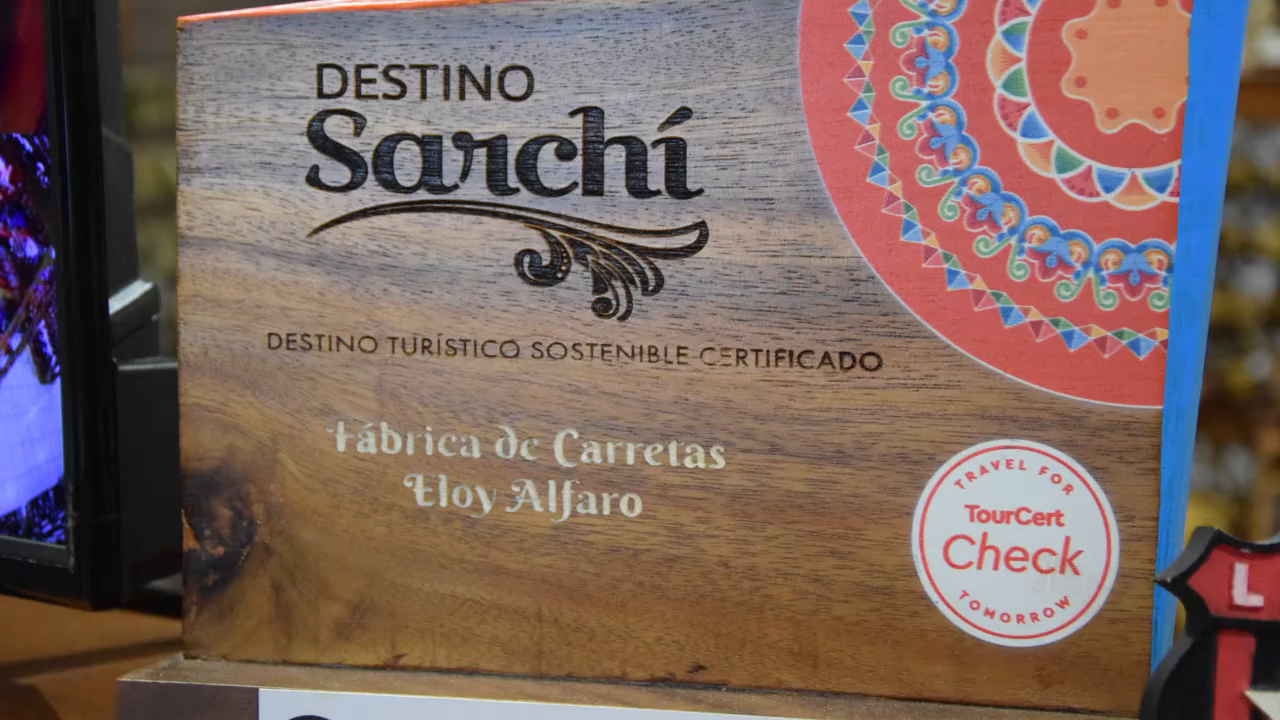 DESTINO
Sarchí
DESTINO TURÍSTICO SOSTENIBLE CERTIFICADO
Fábrica de Carretas
Eloy Alfaro
TRAVEL FOR
TourCert
Check
TOMORROW
L